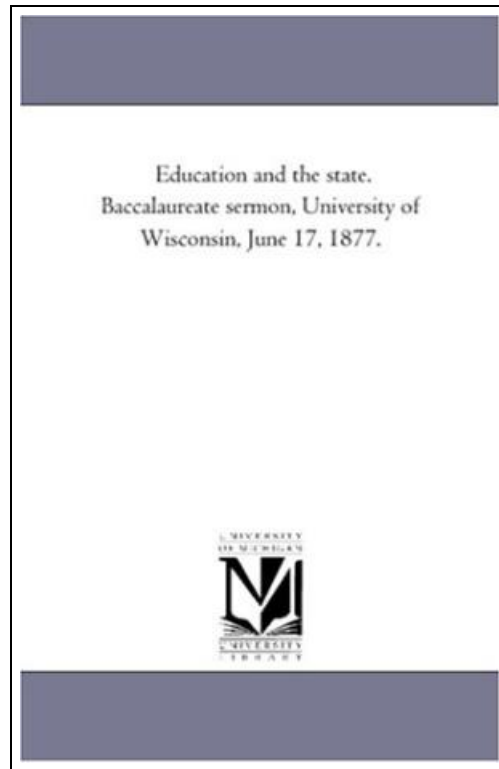 Education and the state.
Baccalaureate sermon, University of
Wisconsin, June 17, 1877.
UNIVERSITY
OF MICHIGAN
UNIVERSITY
LIBRARY